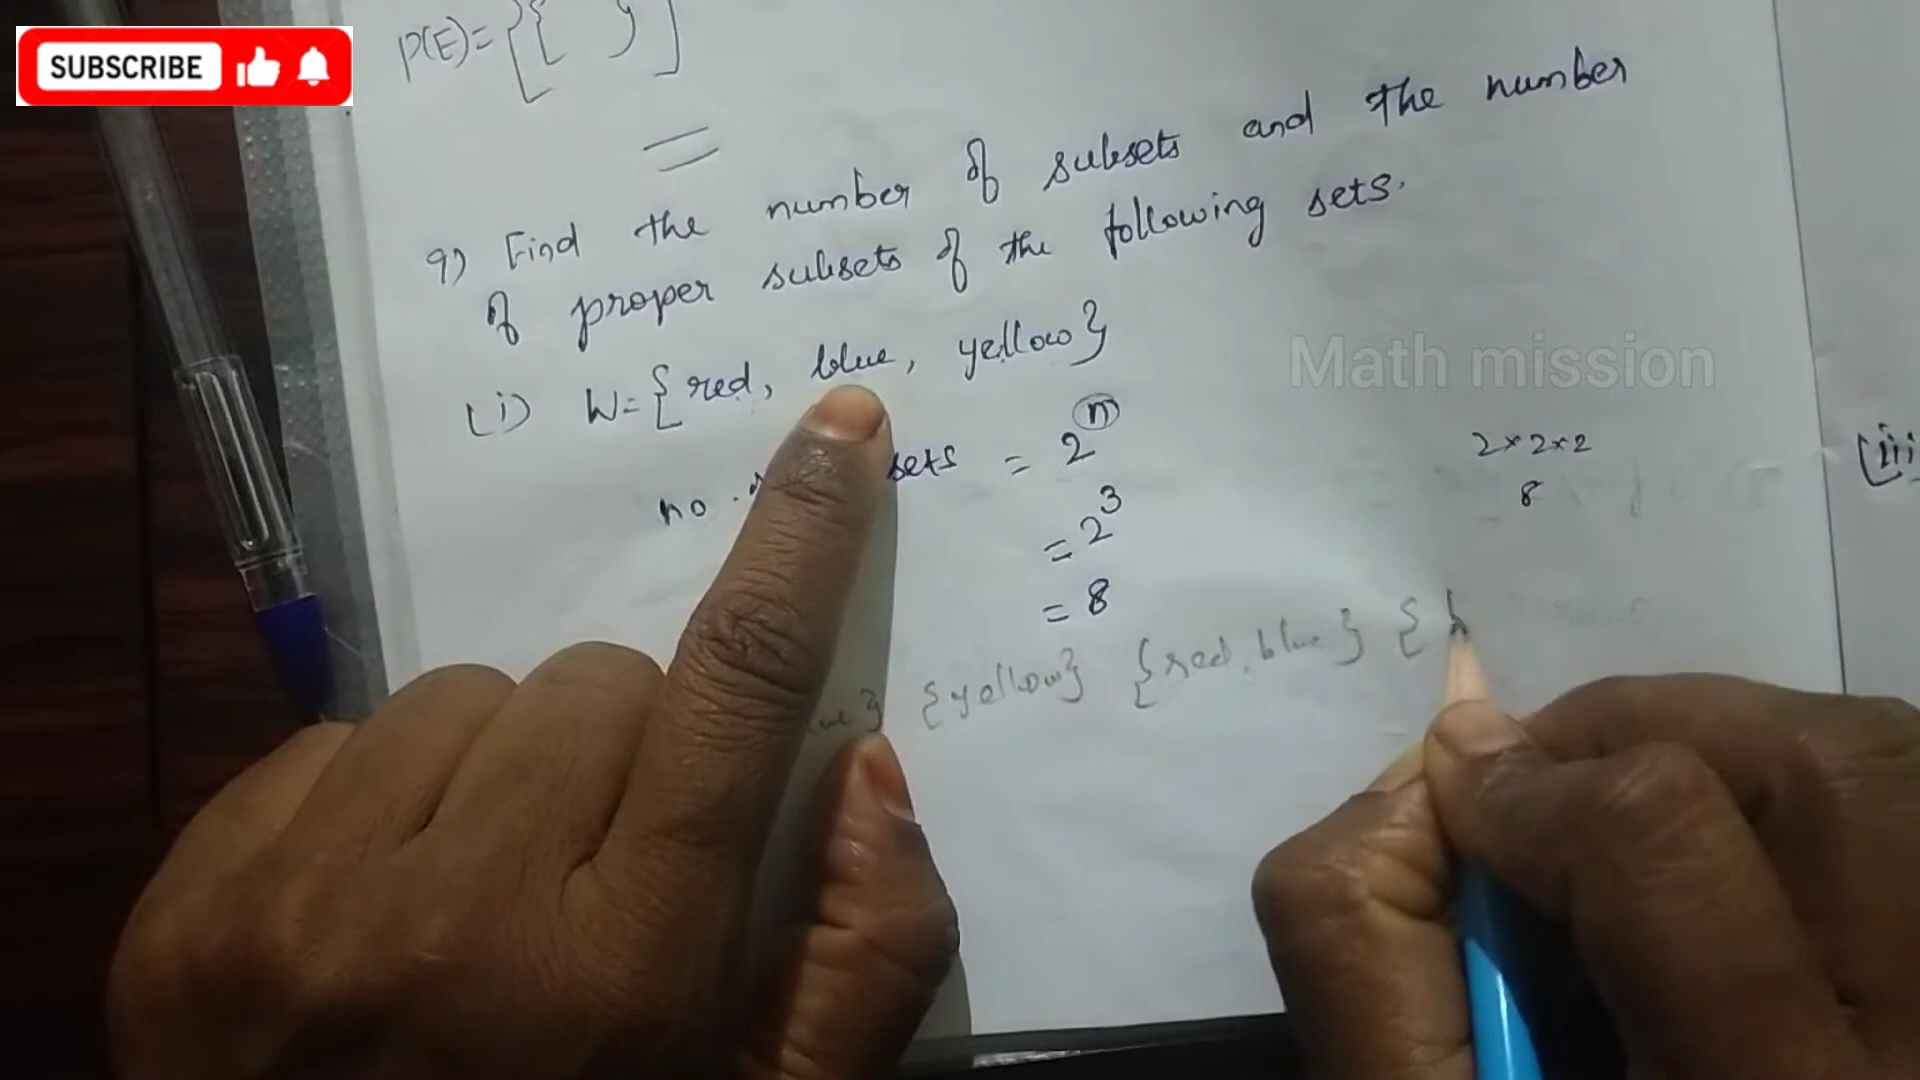 SUBSCRIBE
P(E)={{ }}
9) Find the number of subsets and the number
of proper subsets of the following sets.
(i) W={red, blue, yellow}
Math mission
no. sets = 2ⁿ
= 2³
= 8
2×2×2
8
(iii
{yellow} {red, blue} {b